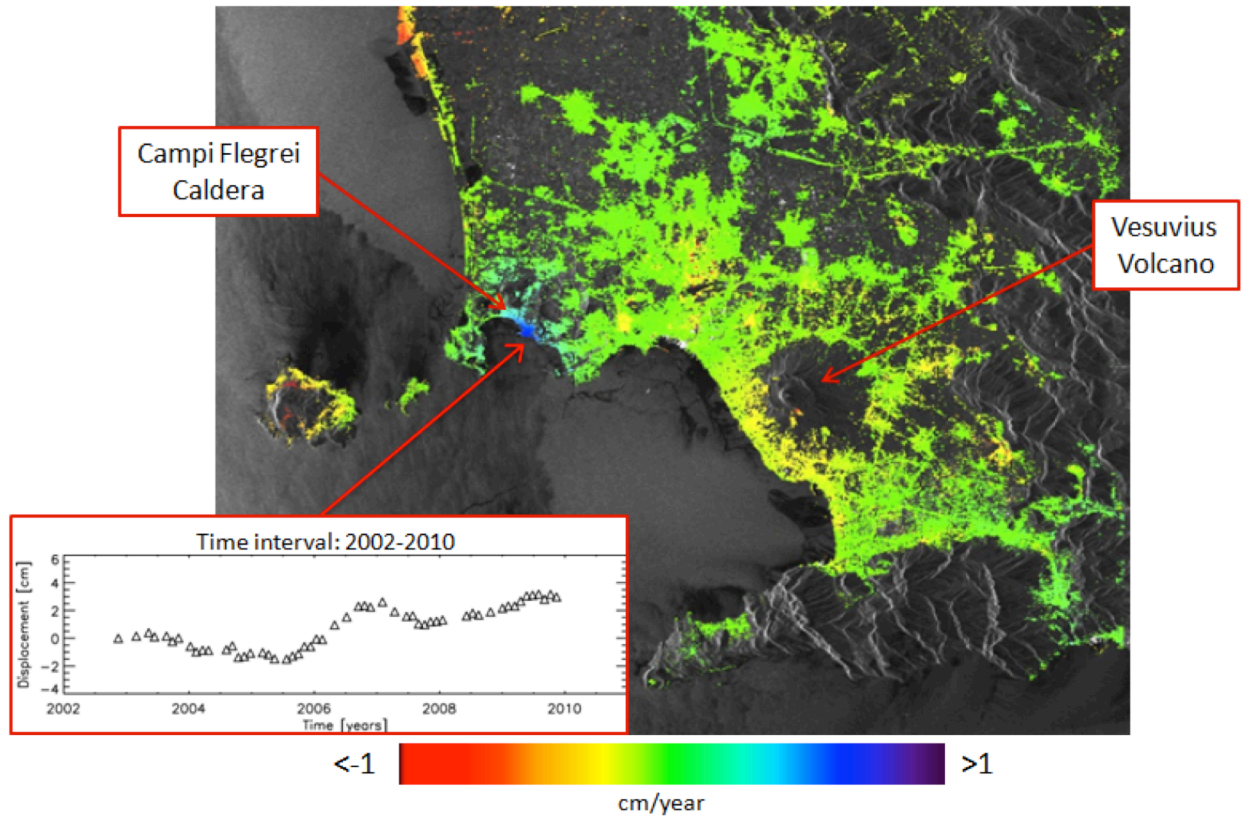 Campi Flegrei
Caldera
Vesuvius
Volcano
Time interval: 2002-2010
Displacement [cm]
6
4
2
0
−2
−4
2002
2004
2006
2008
2010
Time [years]
<-1
>1
cm/year